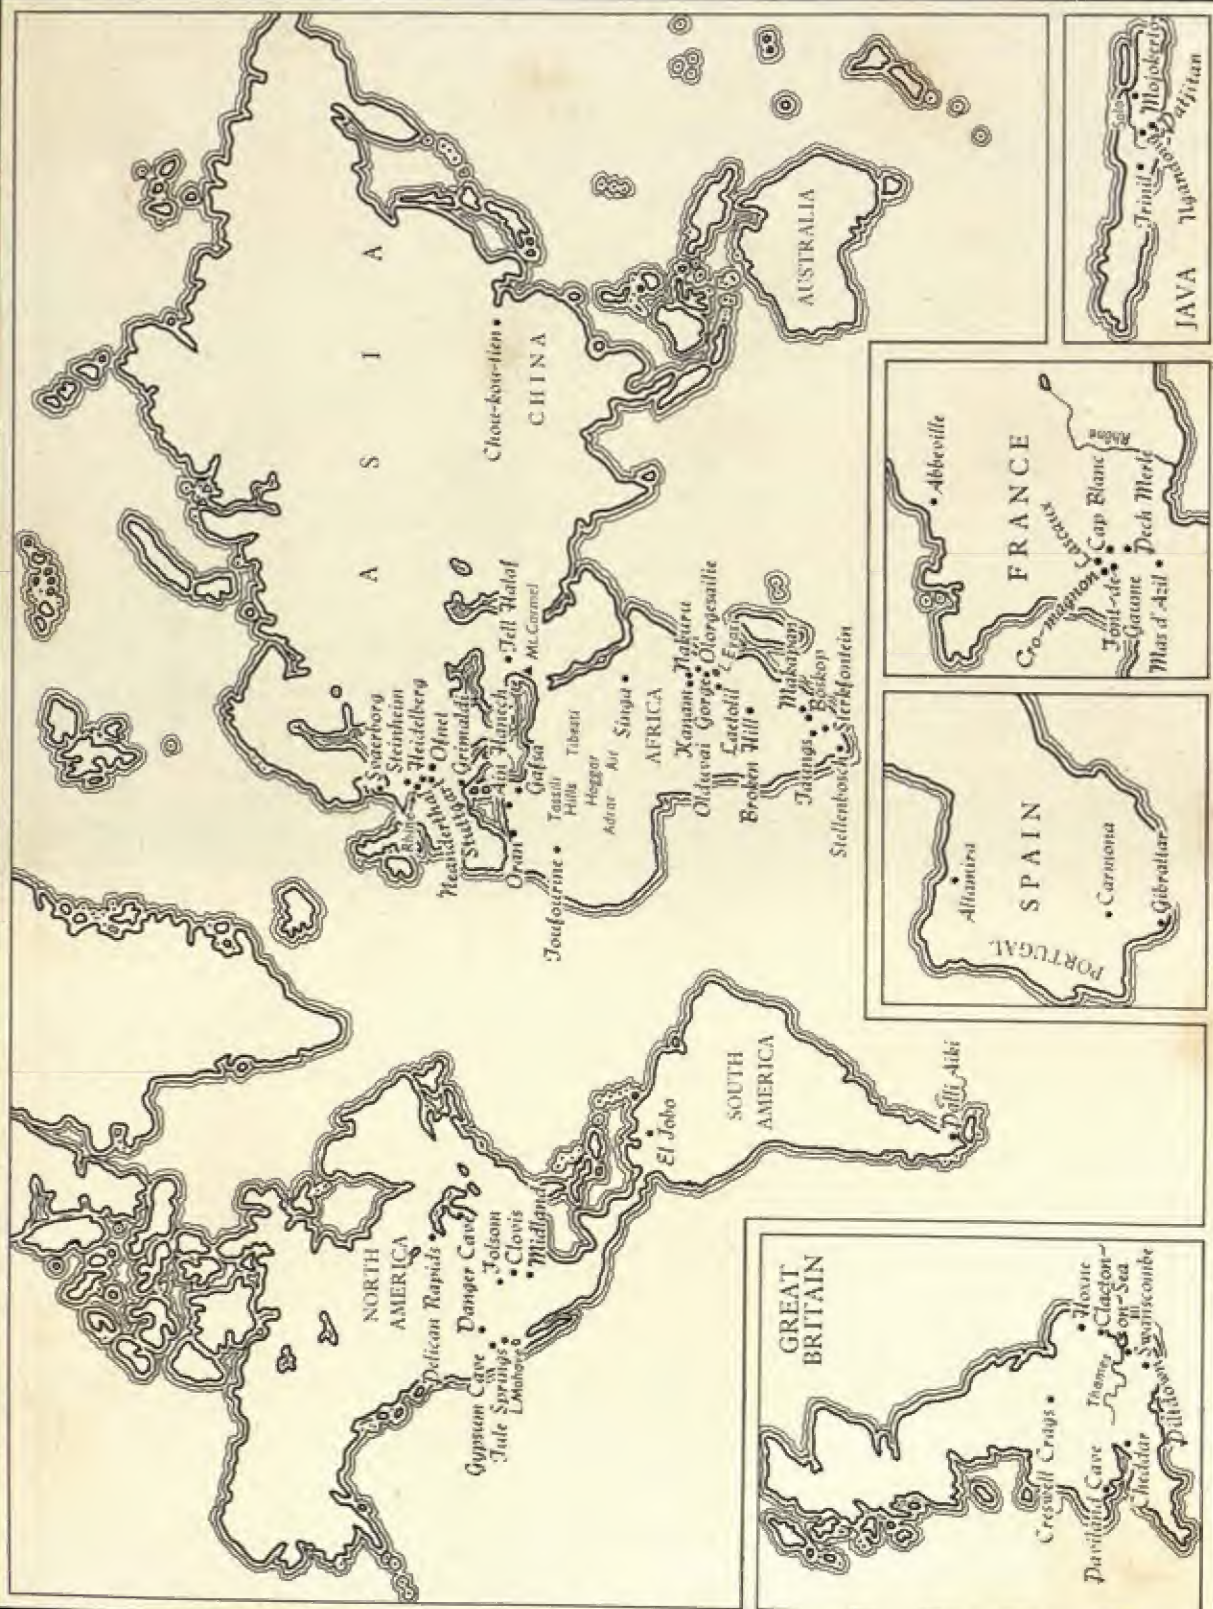 ASIA
Chou-kou-tien
CHINA
AUSTRALIA
Svaerborg
Steinheim
Heidelberg
Ofnet
Grimaldi
Rhine
Neanderthal
Stuttgart
Ain Hanech
Tell Halaf
Mt. Carmel
Oran
Gafsa
Toufourine
Tassili
Hills
Tibesti
Hoggar
Adrar
Air
Singa
AFRICA
Kanam
Nakuru
Olduvai Gorge
Olorgesailie
Laetolil
L. Eyasi
Broken Hill
Makapan
Taungs
Boskop
Sterkfontein
Stellenbosch
NORTH
AMERICA
Pelican Rapids
Danger Cave
Folsom
Clovis
Midland
Gypsum Cave
Tule Springs
L. Mohave
SOUTH
AMERICA
El Jobo
Palli Aiki
GREAT
BRITAIN
Hoxne
Clacton-
on-Sea
Swanscombe
Thames
Piltdown
Creswell Crags
Paviland Cave
Cheddar
SPAIN
PORTUGAL
Altamira
Carmona
Gibraltar
FRANCE
Abbeville
Cro-magnon
Lascaux
Cap Blanc
Rhône
Font-de-
Gaume
Pech Merle
Mas d'Azil
JAVA
Solo
Trinil
Mojokerto
Ngandong
Patjitan